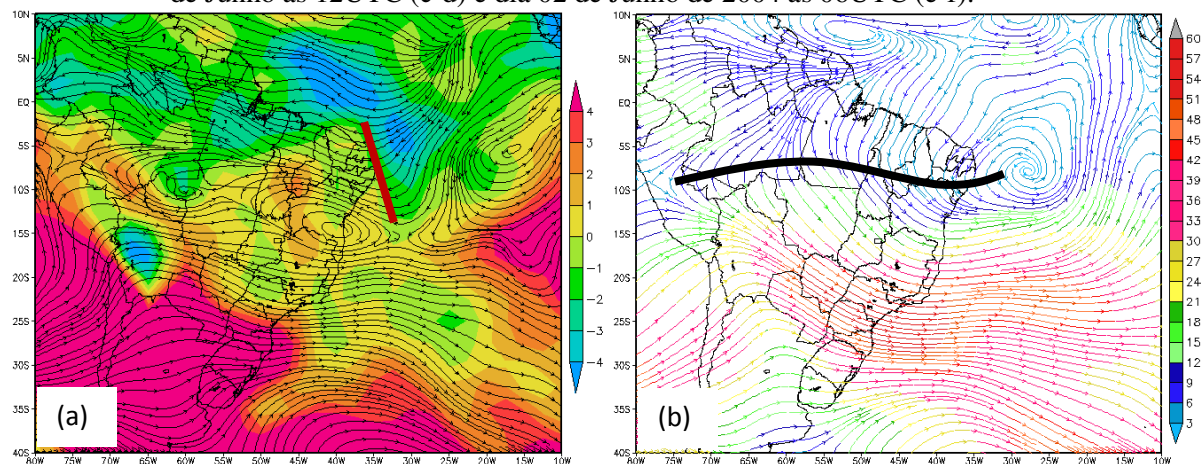 de Junho às 12UTC (c-d) e dia 02 de Junho de 2004 às 06UTC (e-f).
10N
5N
EQ
5S
10S
15S
20S
25S
30S
35S
40S
80W 75W 70W 65W 60W 55W 50W 45W 40W 35W 30W 25W 20W 15W 10W
(a)
4
3
2
1
0
−1
−2
−3
−4
10N
5N
EQ
5S
10S
15S
20S
25S
30S
35S
40S
80W 75W 70W 65W 60W 55W 50W 45W 40W 35W 30W 25W 20W 15W 10W
(b)
60
57
54
51
48
45
42
39
36
33
30
27
24
21
18
15
12
9
6
3